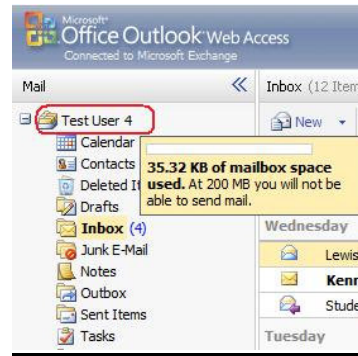 Microsoft®
Office Outlook Web Access
Connected to Microsoft Exchange
Mail
Inbox (12 Item
Test User 4
New
Calendar
Contacts
35.32 KB of mailbox space
used. At 200 MB you will not be
able to send mail.
Deleted It
Drafts
Inbox (4)
Wednesday
Junk E-Mail
Lewis
Notes
Kenr
Outbox
Stude
Sent Items
Tasks
Tuesday